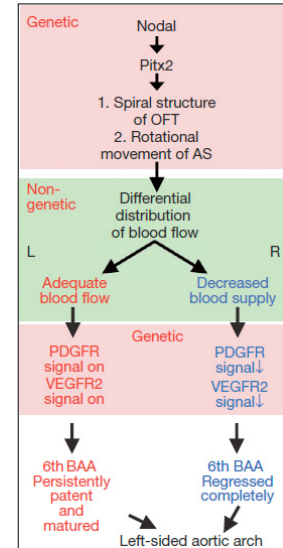 Genetic
Nodal
Pitx2
1. Spiral structure
of OFT
2. Rotational
movement of AS
Non-
genetic
Differential
distribution
of blood flow
L
R
Adequate
blood flow
Decreased
blood supply
Genetic
PDGFR
signal on
VEGFR2
signal on
PDGFR
signal↓
VEGFR2
signal↓
6th BAA
Persistently
patent
and
matured
6th BAA
Regressed
completely
Left-sided aortic arch